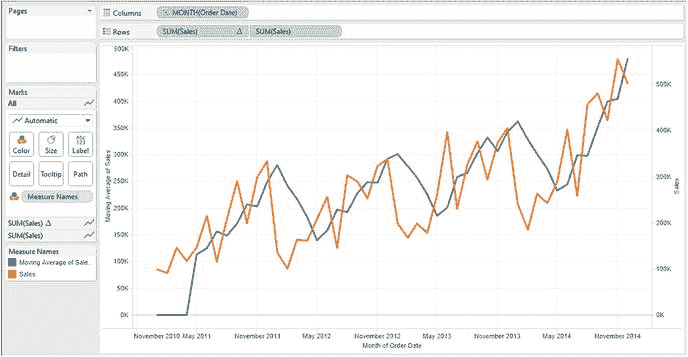 Pages
Columns
MONTH(Order Date)
Rows
SUM(Sales) Δ
SUM(Sales)
Filters
Marks
All
Automatic
Color
Size
Label
Detail
Tooltip
Path
Measure Names
SUM(Sales) Δ
SUM(Sales)
Measure Names
Moving Average of Sale..
Sales
Moving Average of Sales
500K
450K
400K
350K
300K
250K
200K
150K
100K
50K
0K
500K
400K
300K
200K
100K
0K
Sales
November 2010
May 2011
November 2011
May 2012
November 2012
May 2013
November 2013
May 2014
November 2014
Month of Order Date